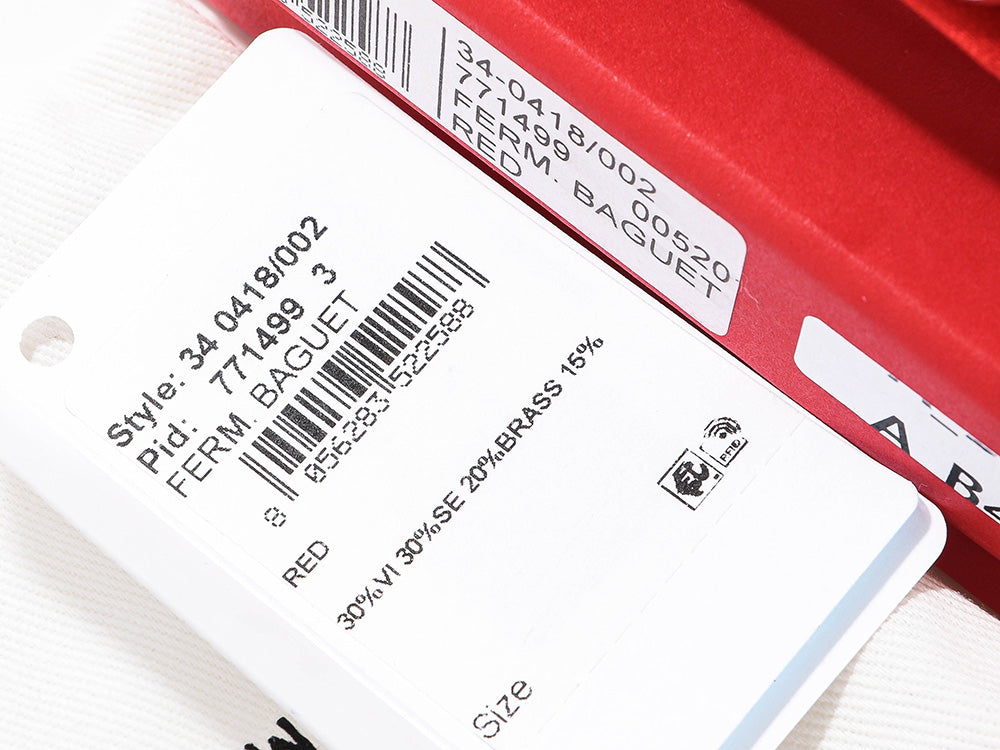 522588
34-0418/002
771499 00520
FERM. BAGUET
RED
Style: 34 0418/002
Pid: 771499 3
FERM. BAGUET
8 056283 522588
RED
30%VI 30%SE 20%BRASS 15%
RFID
Size
A B